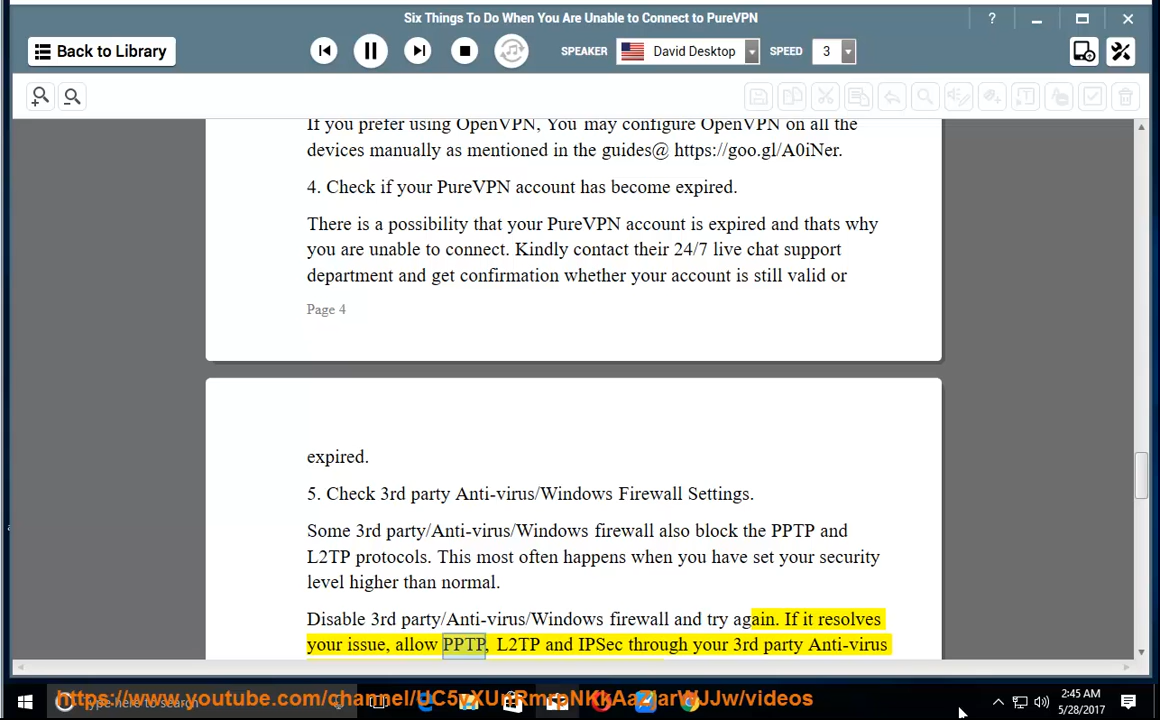 Six Things To Do When You Are Unable to Connect to PureVPN
Back to Library
SPEAKER
David Desktop
SPEED
3
If you prefer using OpenVPN, You may configure OpenVPN on all the
devices manually as mentioned in the guides@ https://goo.gl/A0iNer.
4. Check if your PureVPN account has become expired.
There is a possibility that your PureVPN account is expired and thats why
you are unable to connect. Kindly contact their 24/7 live chat support
department and get confirmation whether your account is still valid or
Page 4
expired.
5. Check 3rd party Anti-virus/Windows Firewall Settings.
Some 3rd party/Anti-virus/Windows firewall also block the PPTP and
L2TP protocols. This most often happens when you have set your security
level higher than normal.
Disable 3rd party/Anti-virus/Windows firewall and try again. If it resolves
your issue, allow PPTP, L2TP and IPSec through your 3rd party Anti-virus
Type here to search
2:45 AM
5/28/2017